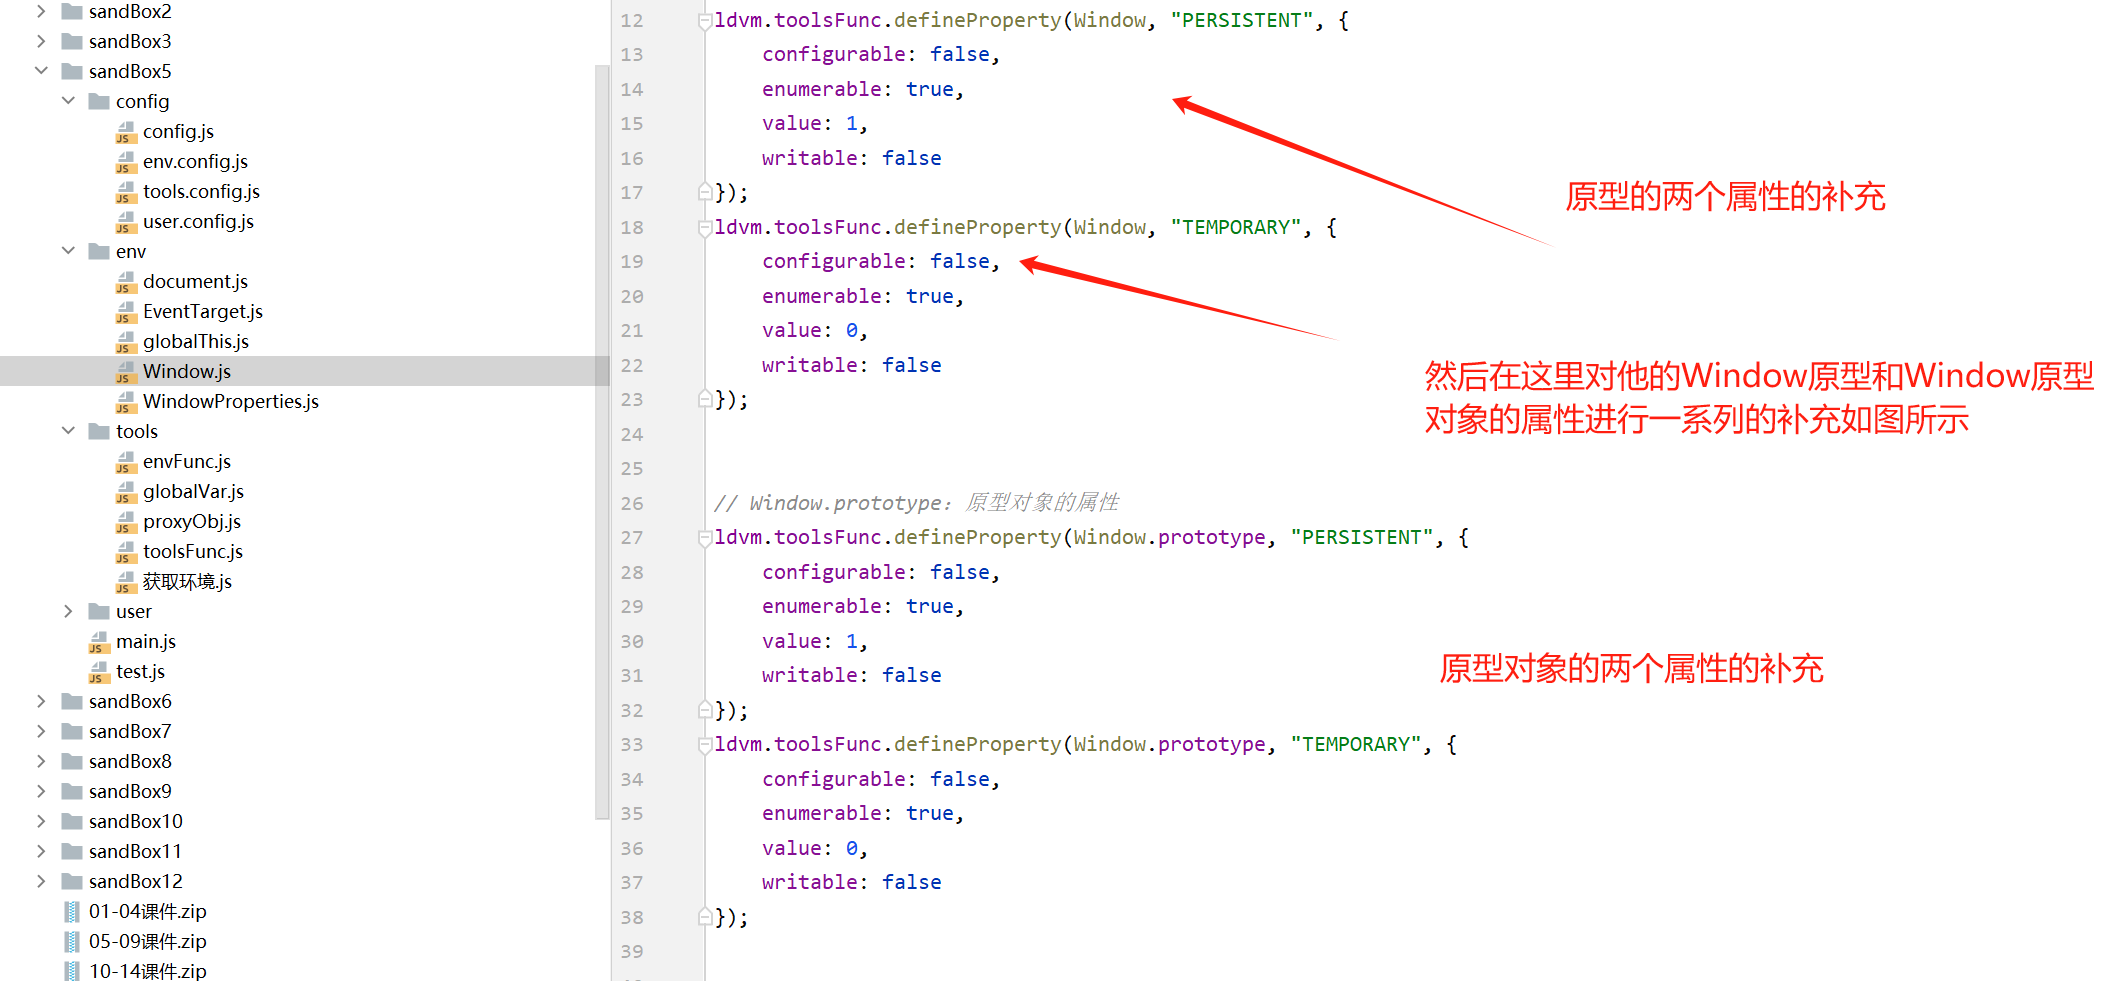 sandBox2
sandBox3
sandBox5
config
config.js
env.config.js
tools.config.js
user.config.js
env
document.js
EventTarget.js
globalThis.js
Window.js
WindowProperties.js
tools
envFunc.js
globalVar.js
proxyObj.js
toolsFunc.js
获取环境.js
user
main.js
test.js
sandBox6
sandBox7
sandBox8
sandBox9
sandBox10
sandBox11
sandBox12
01-04课件.zip
05-09课件.zip
10-14课件.zip
12 ldvm.toolsFunc.defineProperty(Window, "PERSISTENT", {
13 configurable: false,
14 enumerable: true,
15 value: 1,
16 writable: false
17 });
18 ldvm.toolsFunc.defineProperty(Window, "TEMPORARY", {
19 configurable: false,
20 enumerable: true,
21 value: 0,
22 writable: false
23 });
24
25
26 // Window.prototype: 原型对象的属性
27 ldvm.toolsFunc.defineProperty(Window.prototype, "PERSISTENT", {
28 configurable: false,
29 enumerable: true,
30 value: 1,
31 writable: false
32 });
33 ldvm.toolsFunc.defineProperty(Window.prototype, "TEMPORARY", {
34 configurable: false,
35 enumerable: true,
36 value: 0,
37 writable: false
38 });
39
原型的两个属性的补充
然后在这里对他的Window原型和Window原型
对象的属性进行一系列的补充如图所示
原型对象的两个属性的补充